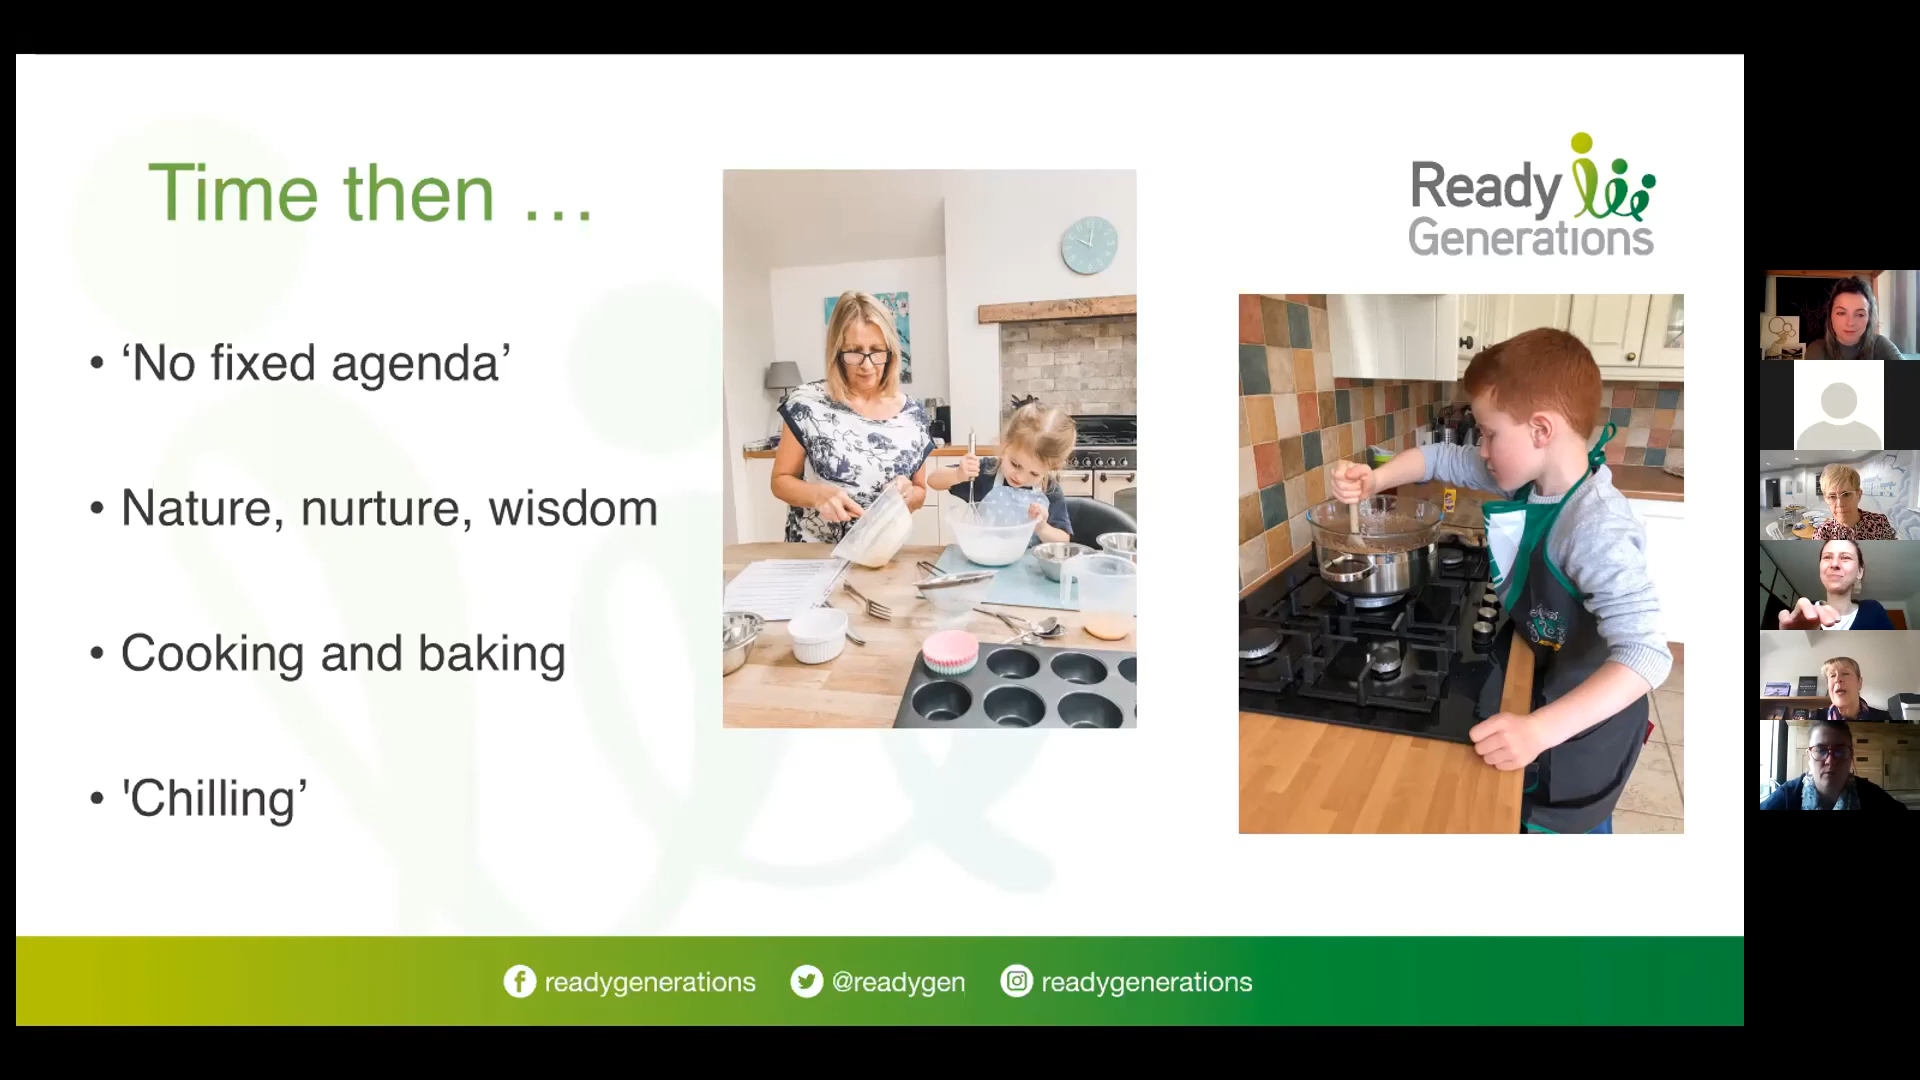 Time then …
Ready
Generations
• ‘No fixed agenda’
• Nature, nurture, wisdom
• Cooking and baking
• 'Chilling’
readygenerations @readygen readygenerations